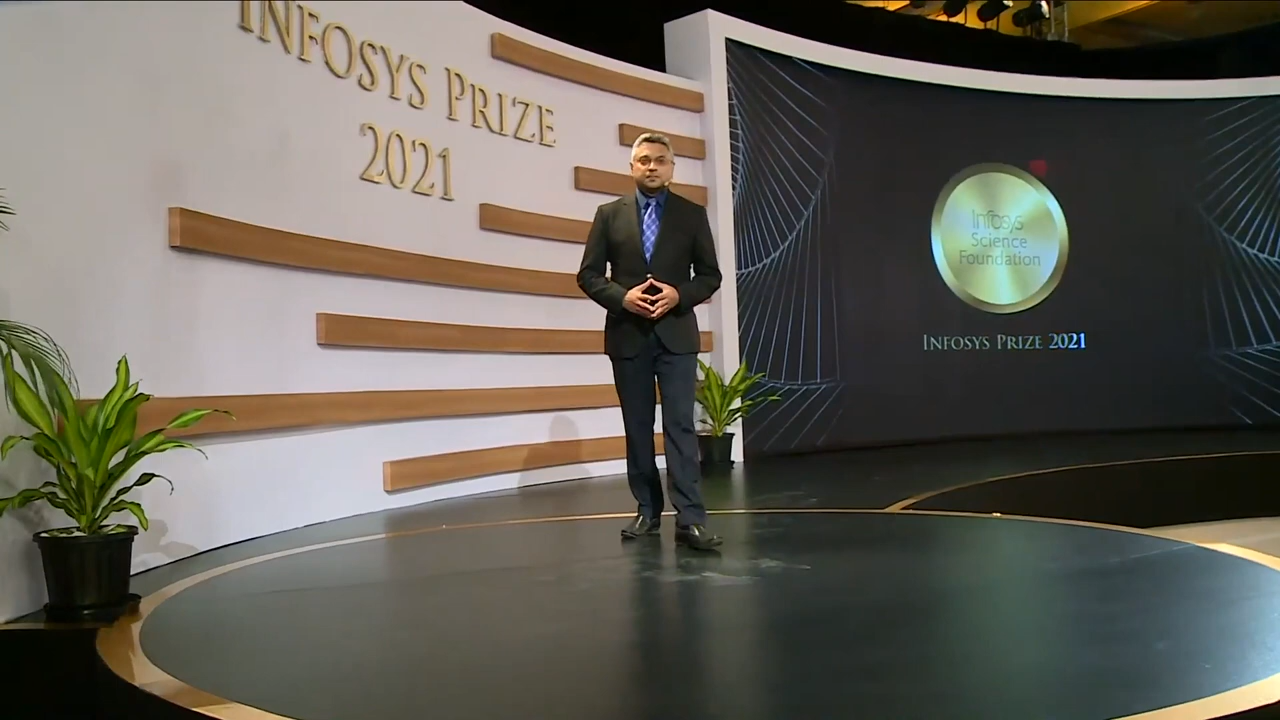 INFOSYS PRIZE
2021
Infosys
Science
Foundation
INFOSYS PRIZE 2021